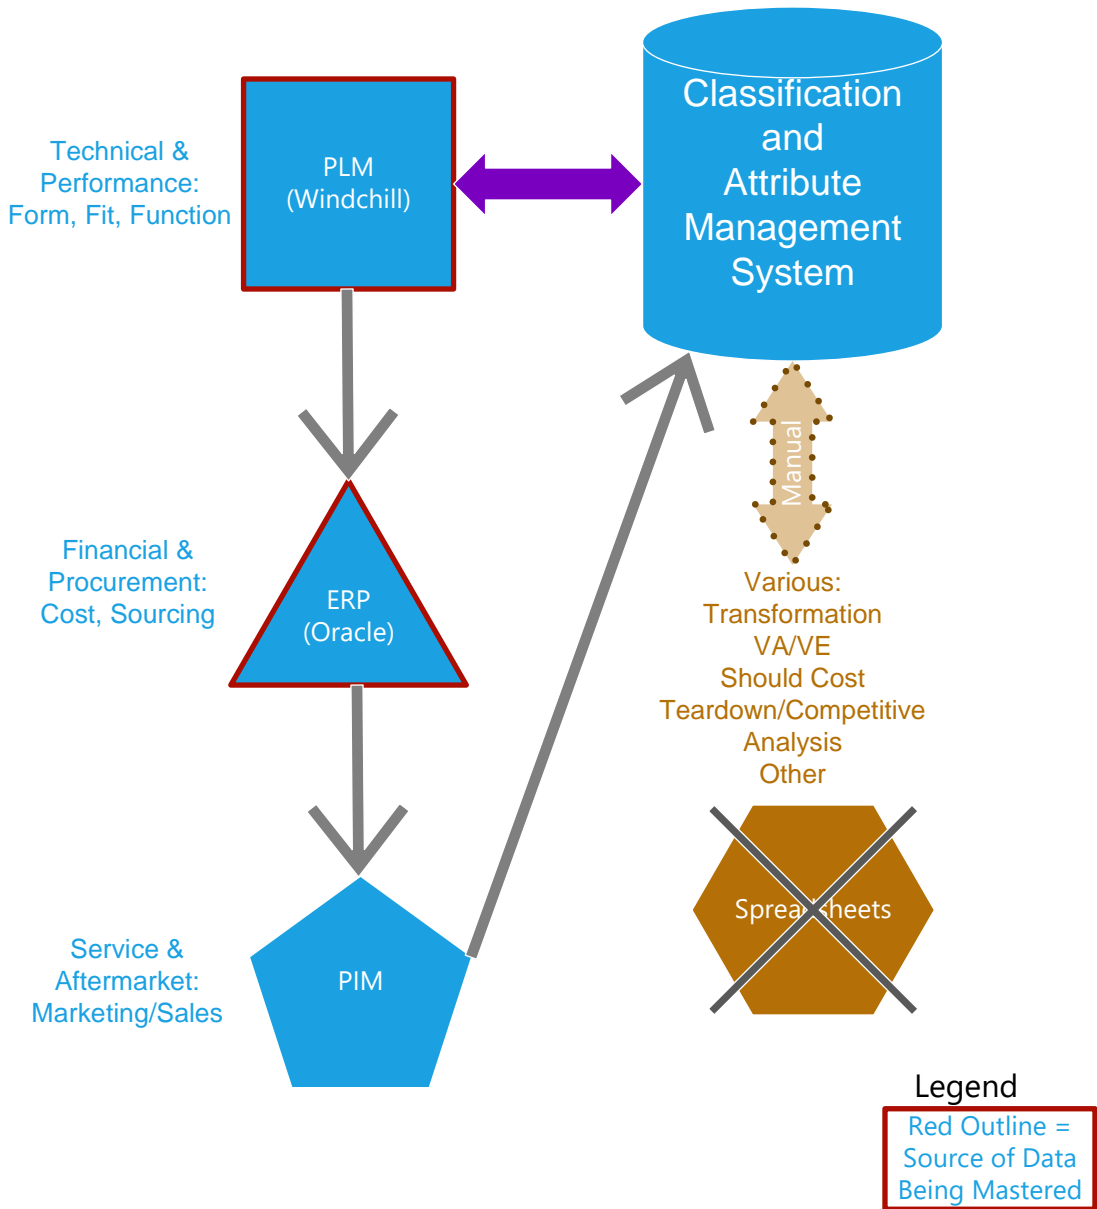 Classification
and
Attribute
Management
System
PLM
(Windchill)
Technical &
Performance:
Form, Fit, Function
Manual
Financial &
Procurement:
Cost, Sourcing
ERP
(Oracle)
Various:
Transformation
VA/VE
Should Cost
Teardown/Competitive
Analysis
Other
Spreadsheets
Service &
Aftermarket:
Marketing/Sales
PIM
Legend
Red Outline =
Source of Data
Being Mastered